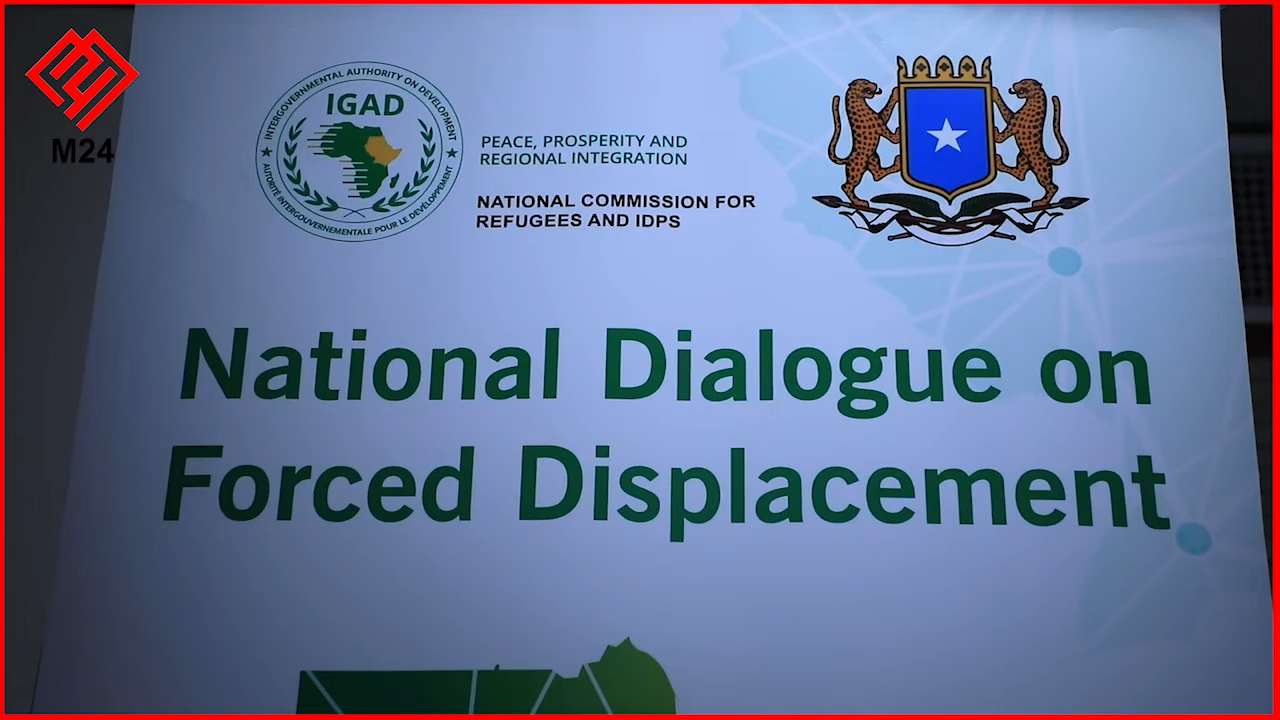 M24
INTERGOVERNMENTAL AUTHORITY ON DEVELOPMENT
IGAD
AUTORITÉ INTERGOUVERNEMENTALE POUR LE DÉVELOPPEMENT
PEACE, PROSPERITY AND
REGIONAL INTEGRATION
NATIONAL COMMISSION FOR
REFUGEES AND IDPS
National Dialogue on
Forced Displacement